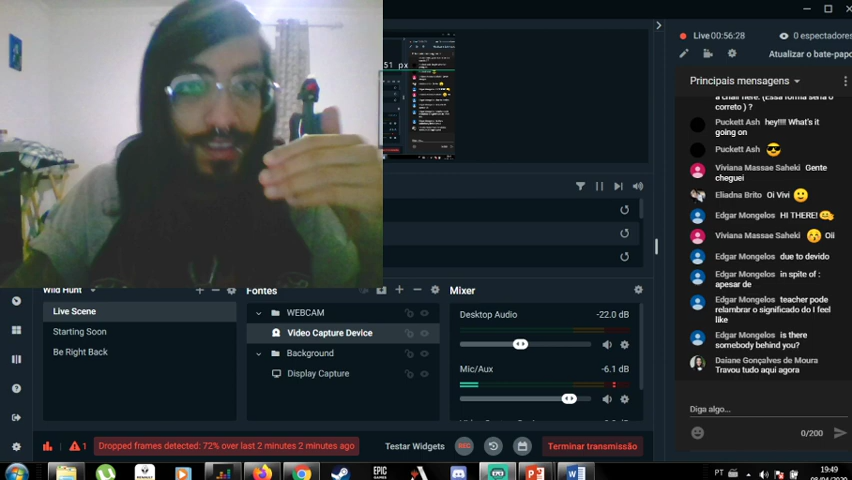 51 px
Live 00:56:28
0 espectadores
Atualizar o bate-papo
Principais mensagens
a chair here. (Essa forma seria o
correto ) ?
Puckett Ash hey!!!! What's it
going on
Puckett Ash 😎
Viviana Massae Saheki Gente
cheguei
Eliadna Brito Oi Vivi 🙂
Edgar Mongelos HI THERE! 🤗
Viviana Massae Saheki 😚 Oii
Edgar Mongelos due to devido
Edgar Mongelos in spite of :
apesar de
Edgar Mongelos teacher pode
relambrar o significado do I feel
like
Edgar Mongelos is there
somebody behind you?
Daiane Gonçalves de Moura
Travou tudo aqui agora
Diga algo...
0/200
Wild Hunt
Live Scene
Starting Soon
Be Right Back
Fontes
WEBCAM
Video Capture Device
Background
Display Capture
Mixer
Desktop Audio -22.0 dB
Mic/Aux -6.1 dB
1
Dropped frames detected: 72% over last 2 minutes 2 minutes ago
Testar Widgets
REC
Terminar transmissão
EPIC
GAMES
PT
19:49
08/04/2020